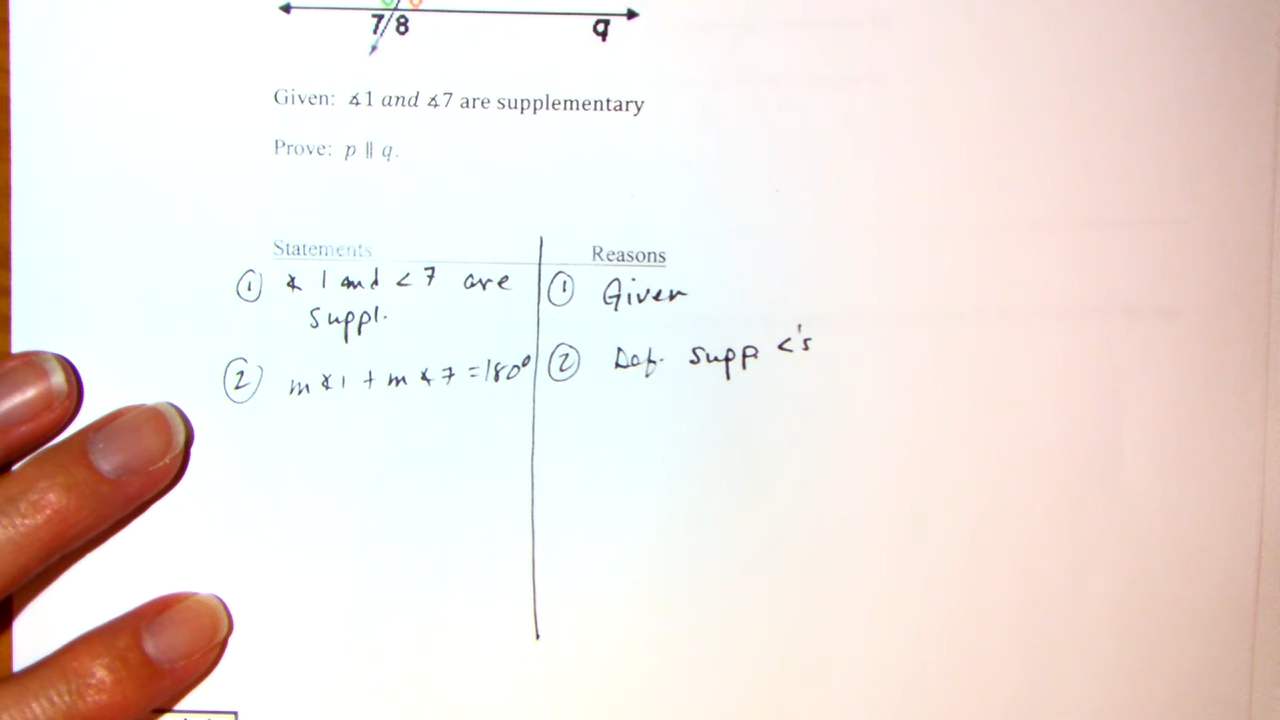 7/8
q
Given: ∡1 and ∡7 are supplementary
Prove: p ∥ q.
Statements
Reasons
① ∡ 1 and < 7 are
suppl.
① Given
② m∡1 + m∡7 = 180°
② Def. supp. <'s